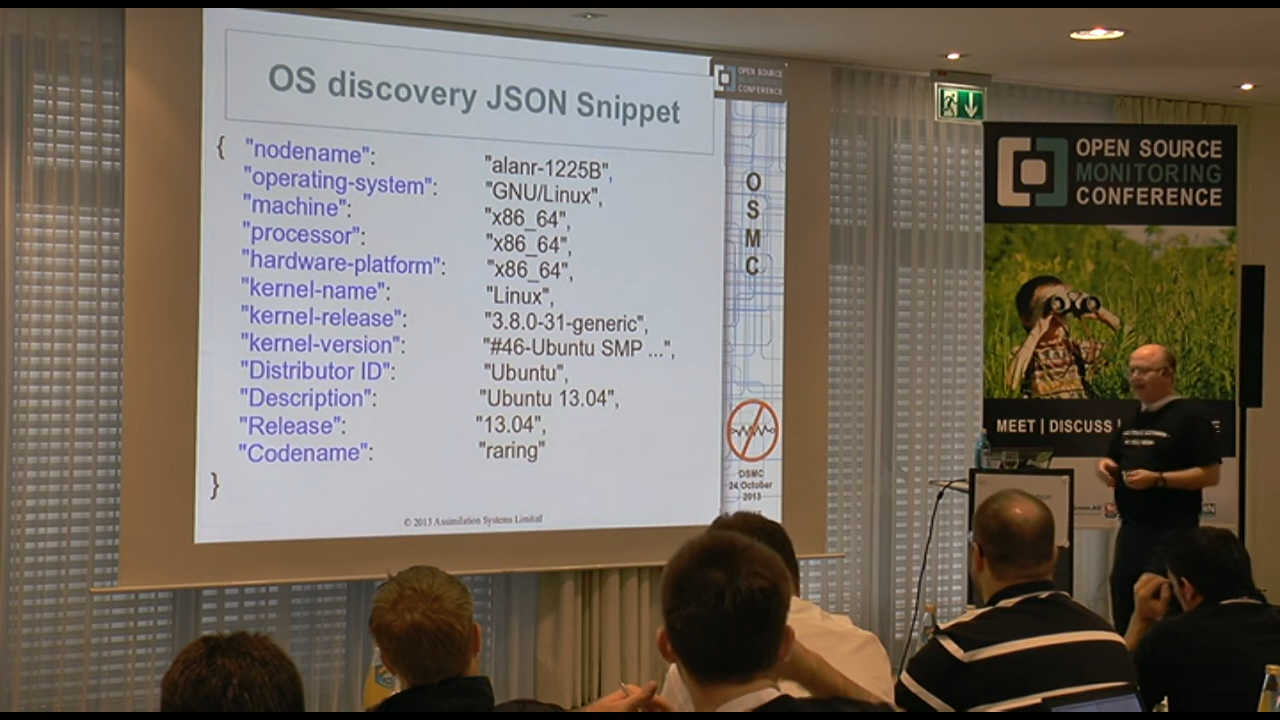 OS discovery JSON Snippet
{ "nodename": "alanr-1225B",
"operating-system": "GNU/Linux",
"machine": "x86_64",
"processor": "x86_64",
"hardware-platform": "x86_64",
"kernel-name": "Linux",
"kernel-release": "3.8.0-31-generic",
"kernel-version": "#46-Ubuntu SMP ...",
"Distributor ID": "Ubuntu",
"Description": "Ubuntu 13.04",
"Release": "13.04",
"Codename": "raring"
}
© 2013 Assimilation Systems Limited
OPEN SOURCE
MONITORING
CONFERENCE
O
S
M
C
OSMC
24 October
2013
OPEN SOURCE
MONITORING
CONFERENCE
MEET | DISCUSS |